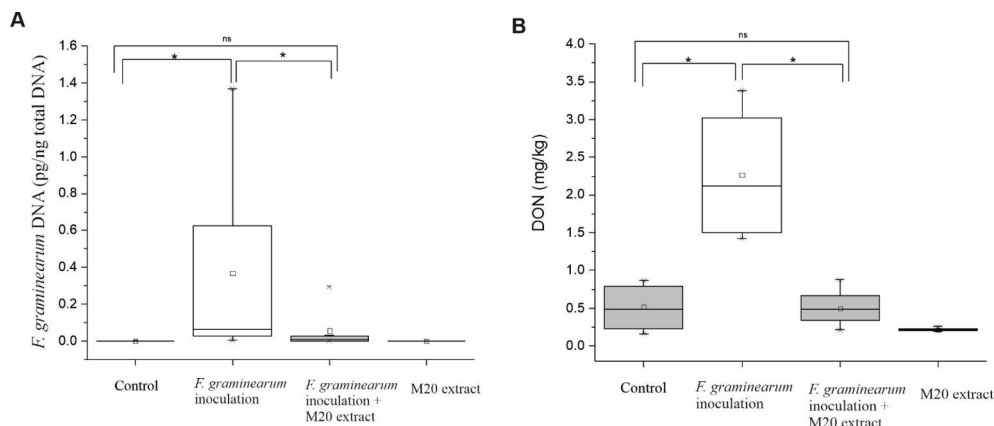 A
ns
*
*
F. graminearum DNA (pg/ng total DNA)
1.6
1.4
1.2
1.0
0.8
0.6
0.4
0.2
0.0
Control
F. graminearum
inoculation
F. graminearum
inoculation +
M20 extract
M20 extract
B
ns
*
*
DON (mg/kg)
4.0
3.5
3.0
2.5
2.0
1.5
1.0
0.5
0.0
Control
F. graminearum
inoculation
F. graminearum
inoculation +
M20 extract
M20 extract